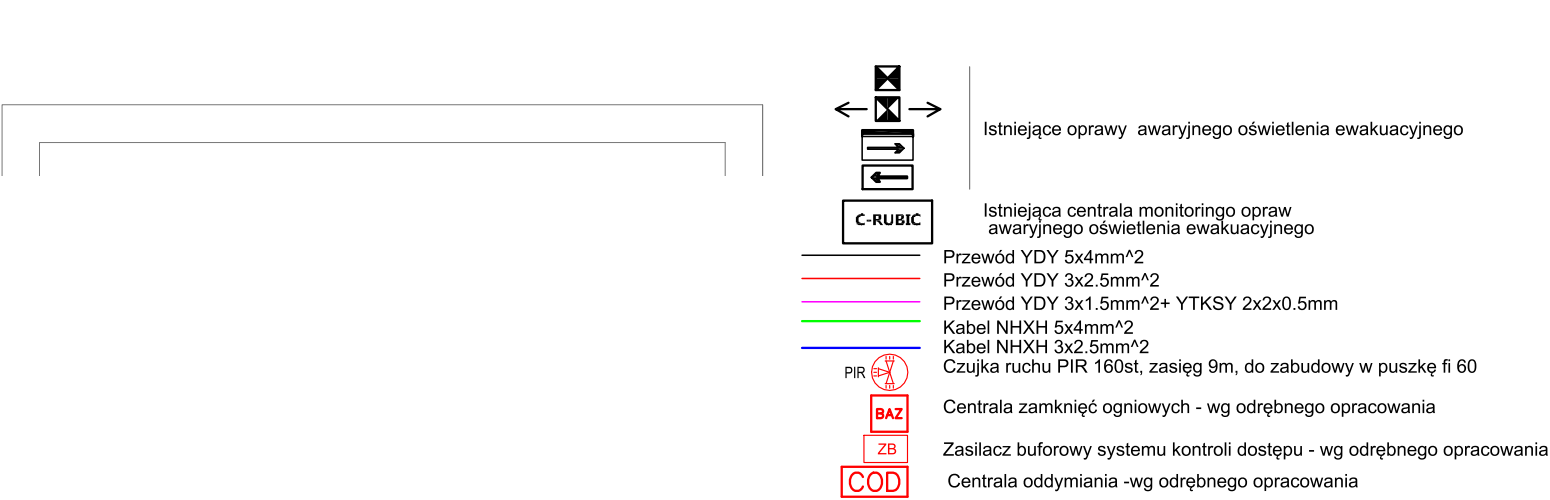 Istniejące oprawy awaryjnego oświetlenia ewakuacyjnego
C-RUBIC
Istniejąca centrala monitoringo opraw
awaryjnego oświetlenia ewakuacyjnego
Przewód YDY 5x4mm^2
Przewód YDY 3x2.5mm^2
Przewód YDY 3x1.5mm^2+ YTKSY 2x2x0.5mm
Kabel NHXH 5x4mm^2
Kabel NHXH 3x2.5mm^2
PIR Czujka ruchu PIR 160st, zasięg 9m, do zabudowy w puszkę fi 60
BAZ Centrala zamknięć ogniowych - wg odrębnego opracowania
ZB Zasilacz buforowy systemu kontroli dostępu - wg odrębnego opracowania
COD Centrala oddymiania -wg odrębnego opracowania